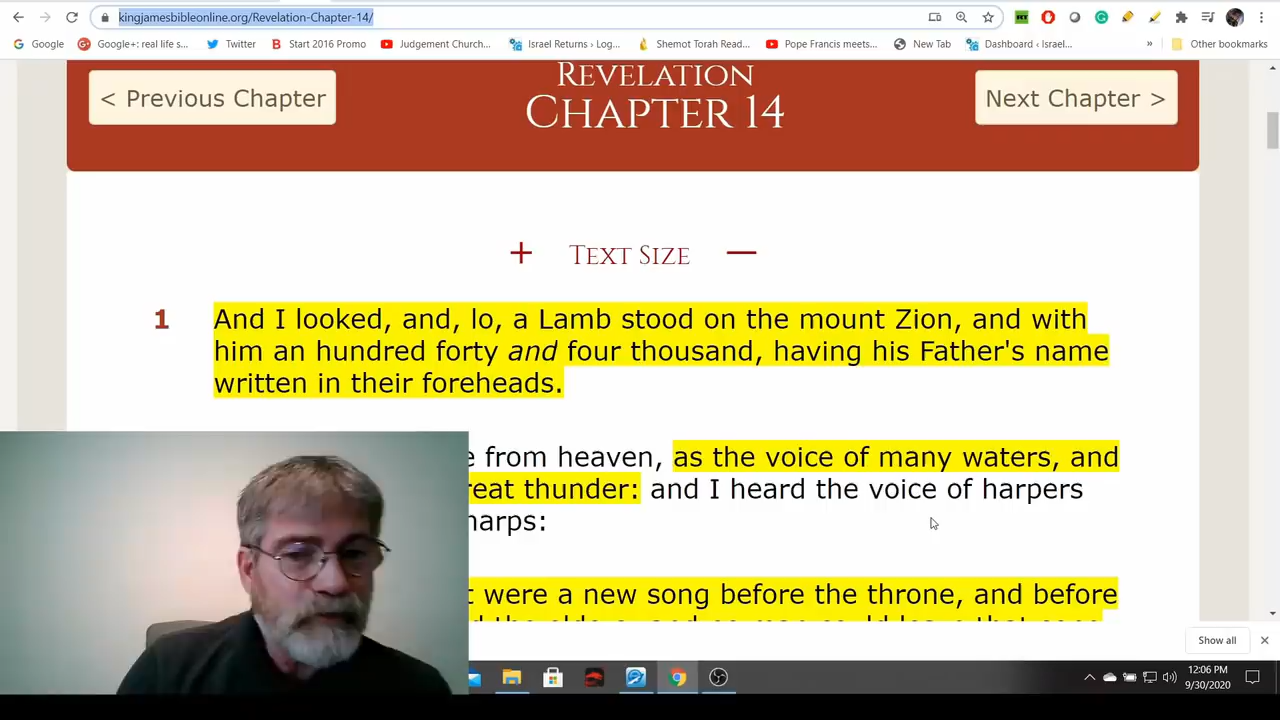 kingjamesbibleonline.org/Revelation-Chapter-14/
Google
Google+: real life s...
Twitter
Start 2016 Promo
Judgement Church...
Israel Returns › Log...
Shemot Torah Read...
Pope Francis meets...
New Tab
Dashboard ‹ Israel...
»
Other bookmarks
< Previous Chapter
REVELATION
CHAPTER 14
Next Chapter >
+ TEXT SIZE —
1 And I looked, and, lo, a Lamb stood on the mount Zion, and with
him an hundred forty and four thousand, having his Father's name
written in their foreheads.
from heaven, as the voice of many waters, and
great thunder: and I heard the voice of harpers
harps:
were a new song before the throne, and before
Show all
12:06 PM
9/30/2020